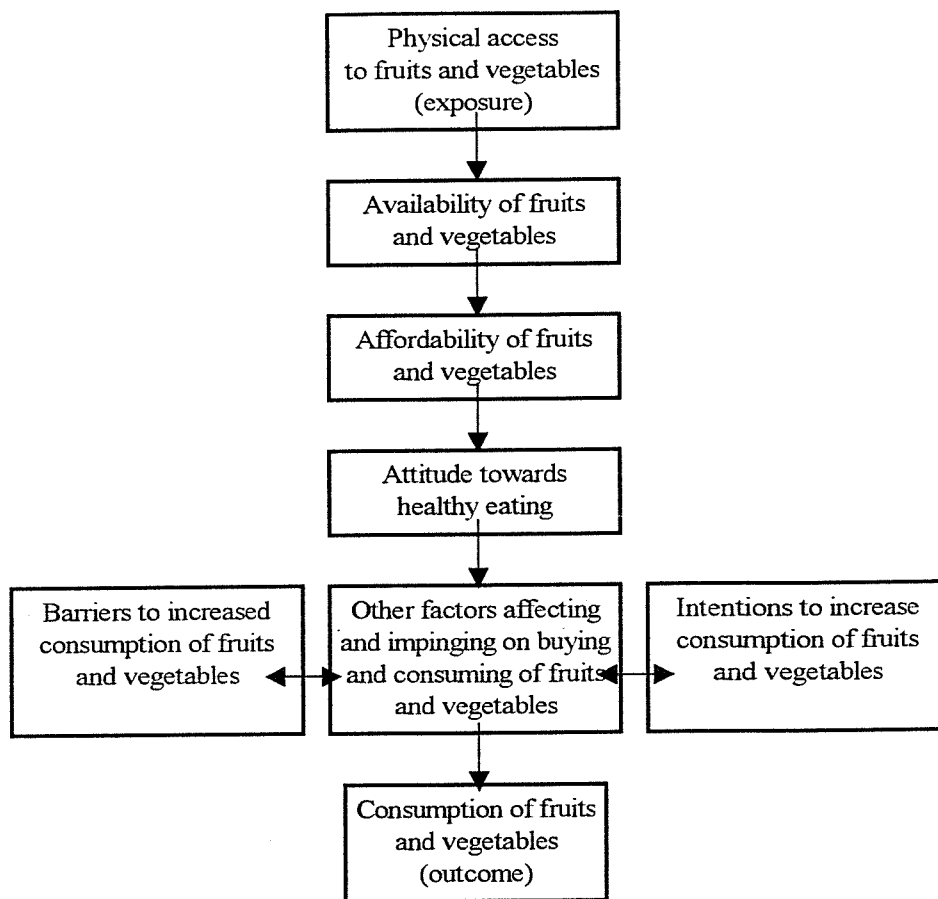 Physical access
to fruits and vegetables
(exposure)
Availability of fruits
and vegetables
Affordability of fruits
and vegetables
Attitude towards
healthy eating
Barriers to increased
consumption of fruits
and vegetables
Other factors affecting
and impinging on buying
and consuming of fruits
and vegetables
Intentions to increase
consumption of fruits
and vegetables
Consumption of fruits
and vegetables
(outcome)